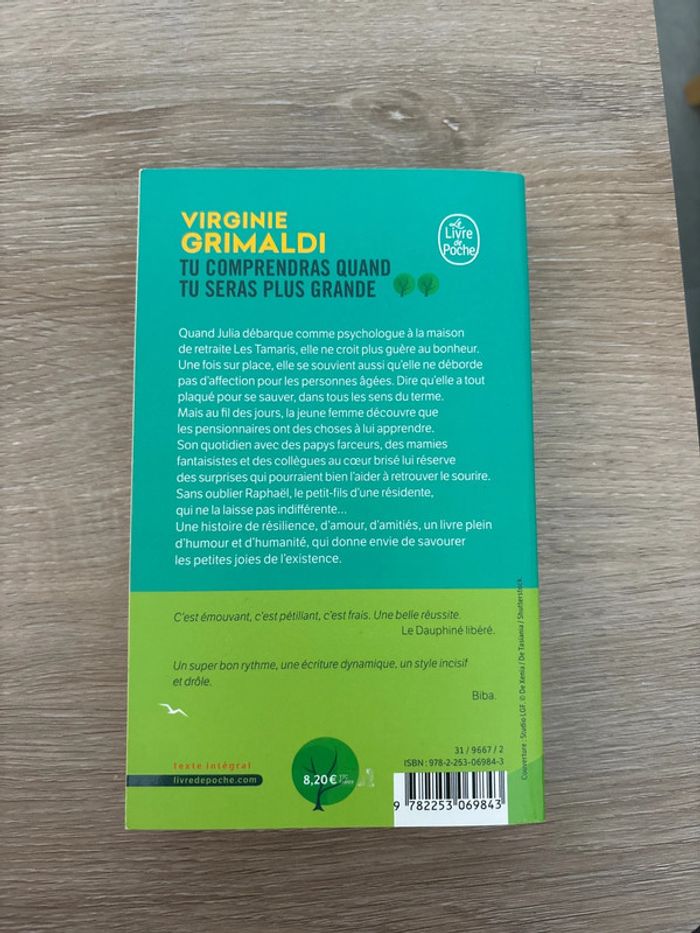 VIRGINIE
GRIMALDI
TU COMPRENDRAS QUAND
TU SERAS PLUS GRANDE
Le
Livre
de
Poche
Quand Julia débarque comme psychologue à la maison
de retraite Les Tamaris, elle ne croit plus guère au bonheur.
Une fois sur place, elle se souvient aussi qu'elle ne déborde
pas d'affection pour les personnes âgées. Dire qu'elle a tout
plaqué pour se sauver, dans tous les sens du terme.
Mais au fil des jours, la jeune femme découvre que
les pensionnaires ont des choses à lui apprendre.
Son quotidien avec des papys farceurs, des mamies
fantaisistes et des collègues au cœur brisé lui réserve
des surprises qui pourraient bien l'aider à retrouver le sourire.
Sans oublier Raphaël, le petit-fils d'une résidente,
qui ne la laisse pas indifférente...
Une histoire de résilience, d'amour, d'amitiés, un livre plein
d'humour et d'humanité, qui donne envie de savourer
les petites joies de l'existence.
C'est émouvant, c'est pétillant, c'est frais. Une belle réussite.
Le Dauphiné libéré.
Un super bon rythme, une écriture dynamique, un style incisif
et drôle.
Biba.
Couverture : Studio LGF. © De Xenia / De Tasiania / Shutterstock.
texte intégral
livredepoche.com
8,20 €
31 / 9667 / 2
ISBN : 978-2-253-06984-3
9 782253 069843